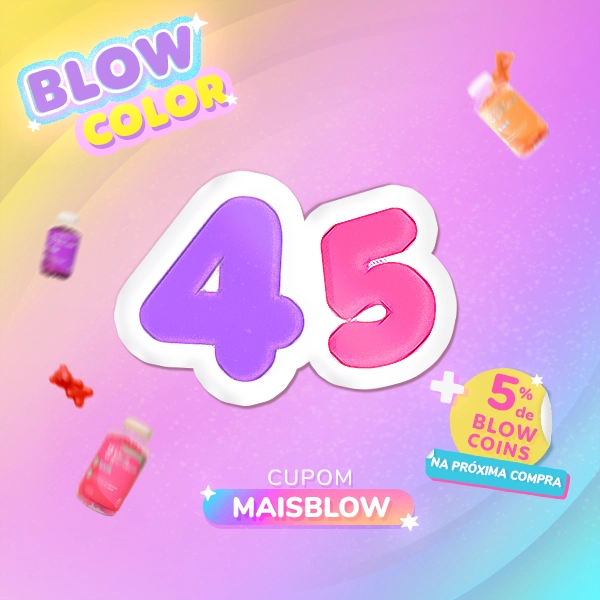 BLOW
COLOR
45
+
5%
de
BLOW
COINS
NA PRÓXIMA COMPRA
CUPOM
MAISBLOW